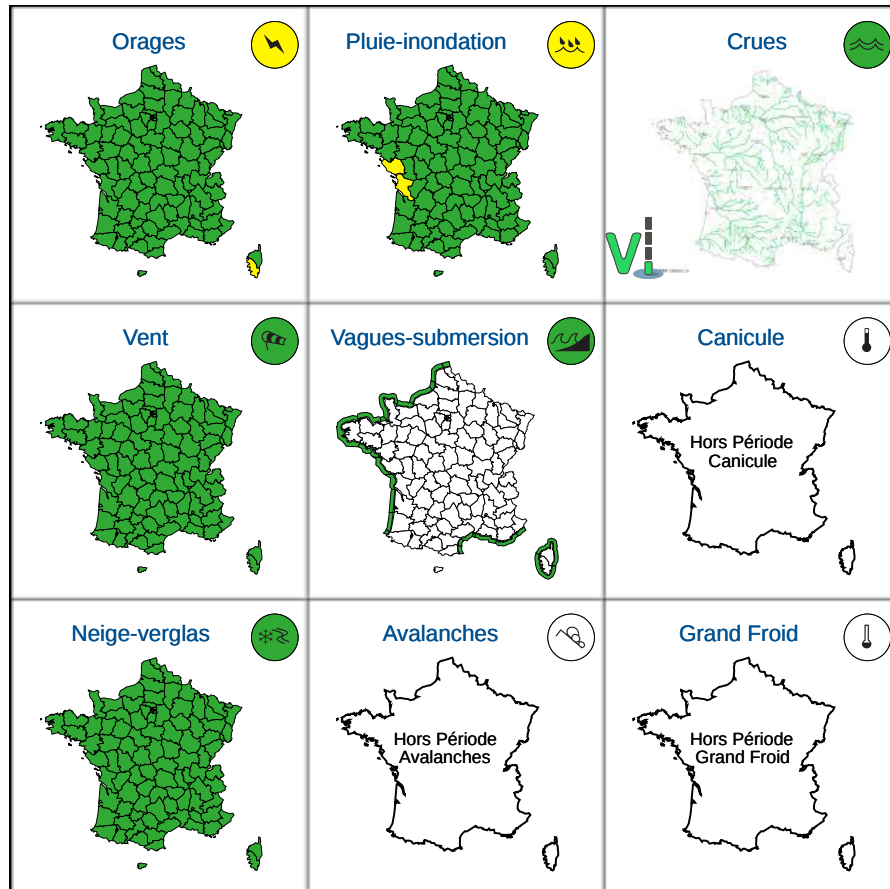 Orages
Pluie-inondation
Crues
Vent
Vagues-submersion
Canicule
Hors Période
Canicule
Neige-verglas
Avalanches
Grand Froid
Hors Période
Avalanches
Hors Période
Grand Froid